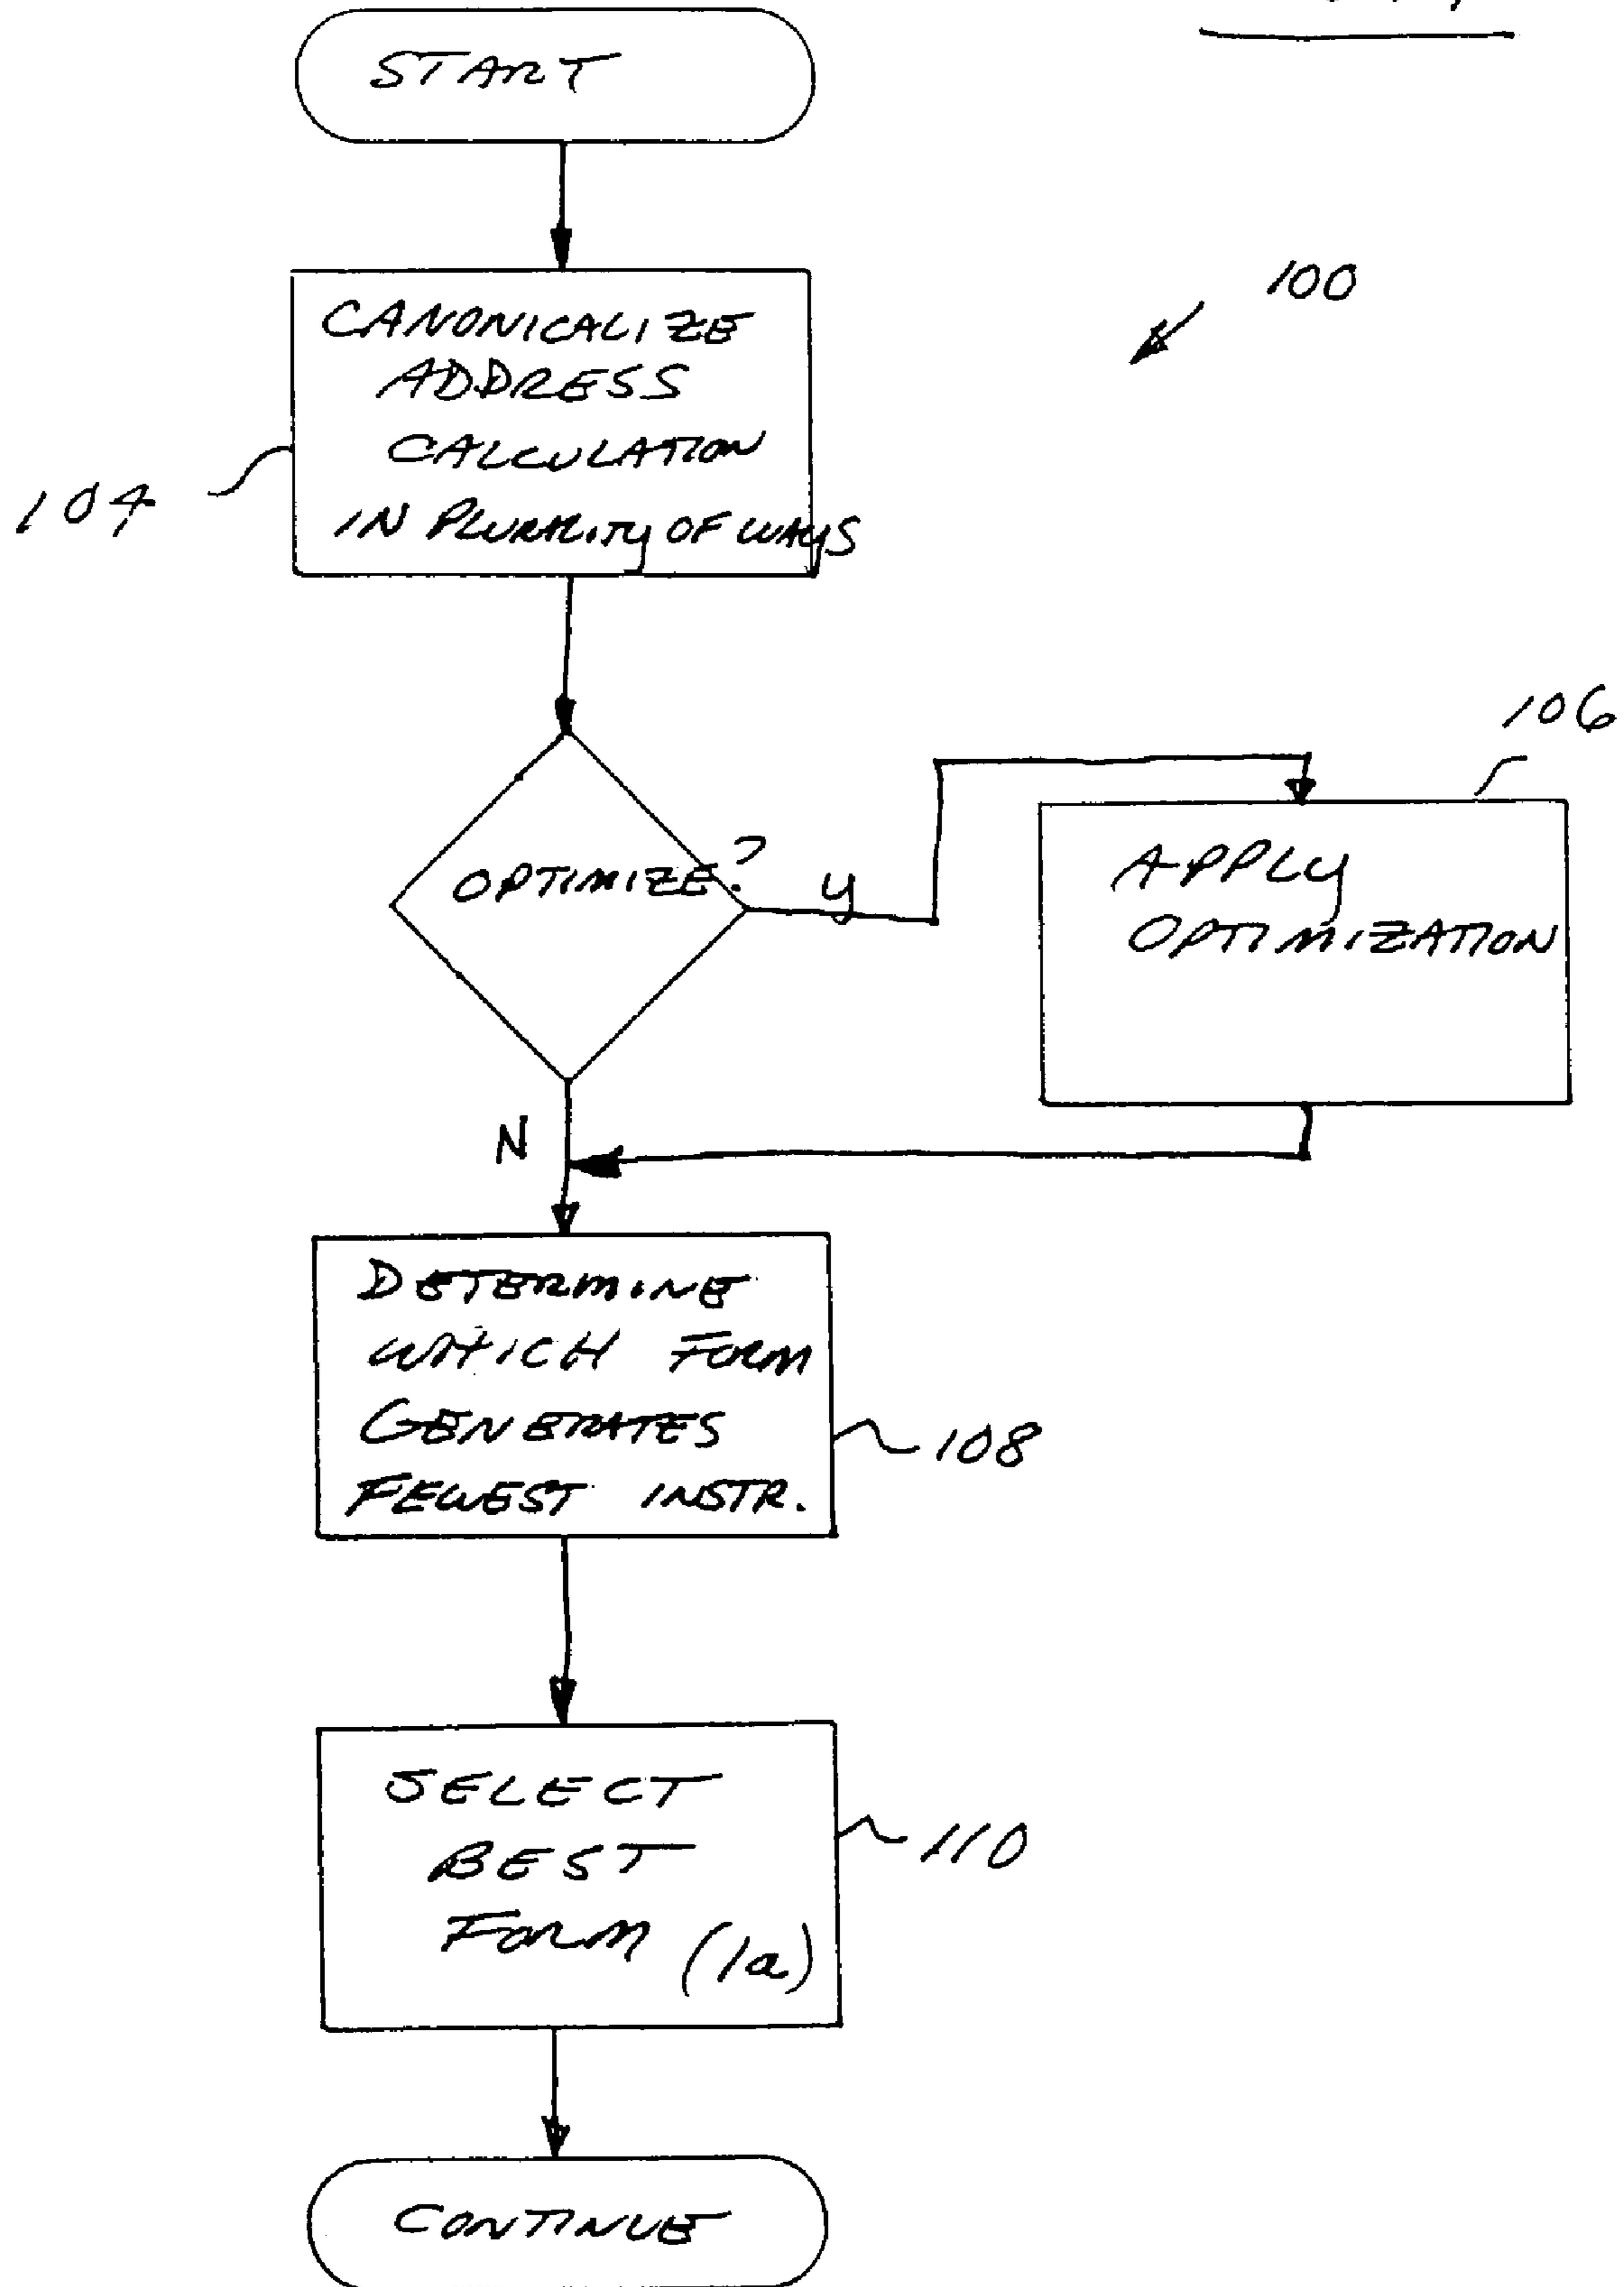 START
100
CANONICALIZE
ADDRESS
CALCULATION
IN PLURALITY OF WAYS
104
106
OPTIMIZE?
Y
APPLY
OPTIMIZATION
N
DETERMINE
WHICH FORM
GENERATES
FEWEST INSTR.
108
SELECT
BEST
FORM (1a)
110
CONTINUE